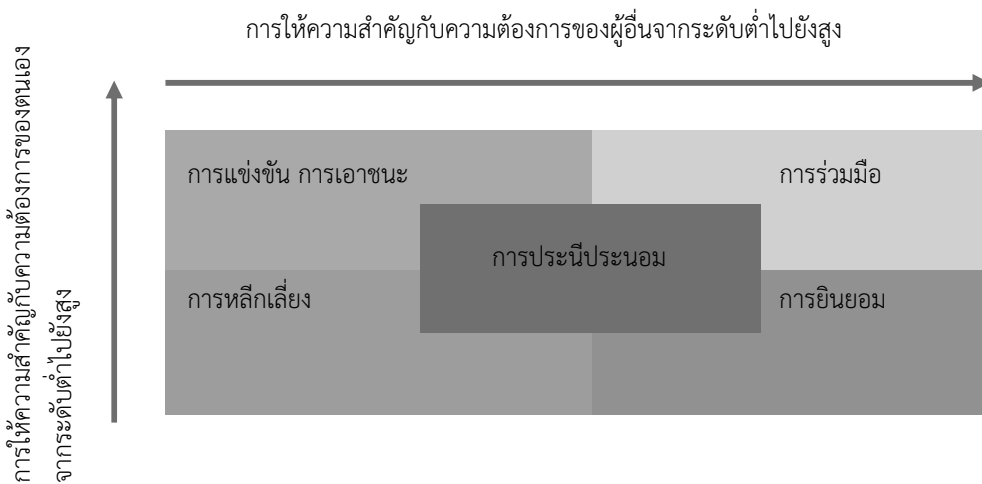 การให้ความสำคัญกับความต้องการของผู้อื่นจากระดับต่ำไปยังสูง
การให้ความสำคัญกับความต้องการของตนเอง
จากระดับต่ำไปยังสูง
การแข่งขัน การเอาชนะ
การร่วมมือ
การประนีประนอม
การหลีกเลี่ยง
การยินยอม